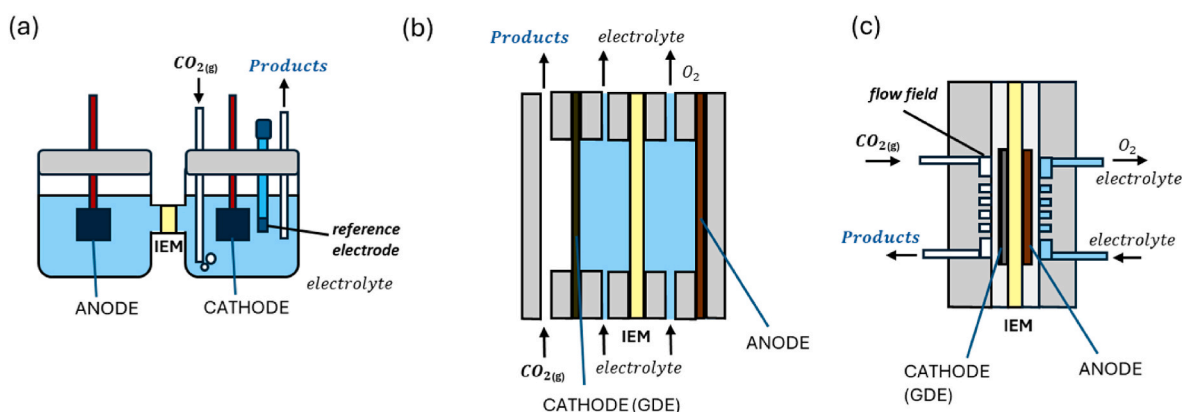 (a)
CO2(g)
Products
IEM
reference
electrode
electrolyte
ANODE
CATHODE
(b)
Products
electrolyte
O2
IEM
ANODE
CO2(g)
electrolyte
CATHODE (GDE)
(c)
flow field
CO2(g)
O2
electrolyte
Products
electrolyte
IEM
CATHODE
(GDE)
ANODE